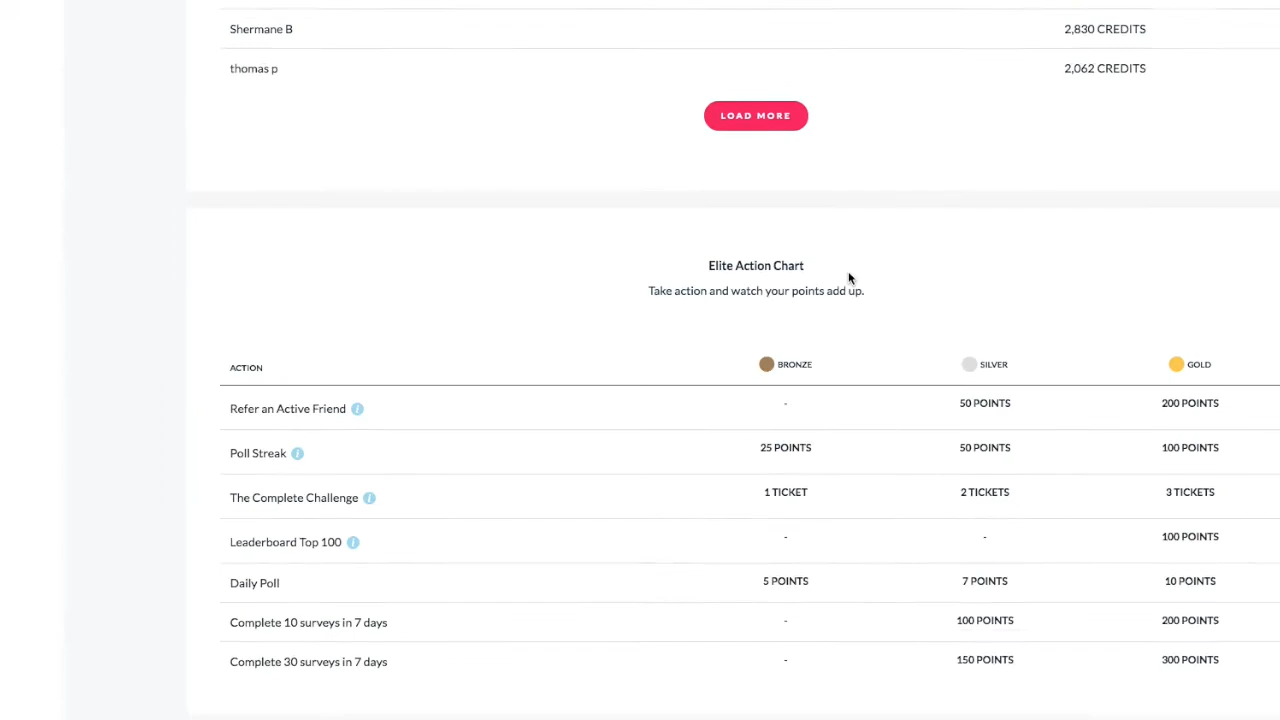 Shermane B 2,830 CREDITS
thomas p 2,062 CREDITS
LOAD MORE
Elite Action Chart
Take action and watch your points add up.
ACTION BRONZE SILVER GOLD
Refer an Active Friend i - 50 POINTS 200 POINTS
Poll Streak i 25 POINTS 50 POINTS 100 POINTS
The Complete Challenge i 1 TICKET 2 TICKETS 3 TICKETS
Leaderboard Top 100 i - - 100 POINTS
Daily Poll 5 POINTS 7 POINTS 10 POINTS
Complete 10 surveys in 7 days - 100 POINTS 200 POINTS
Complete 30 surveys in 7 days - 150 POINTS 300 POINTS